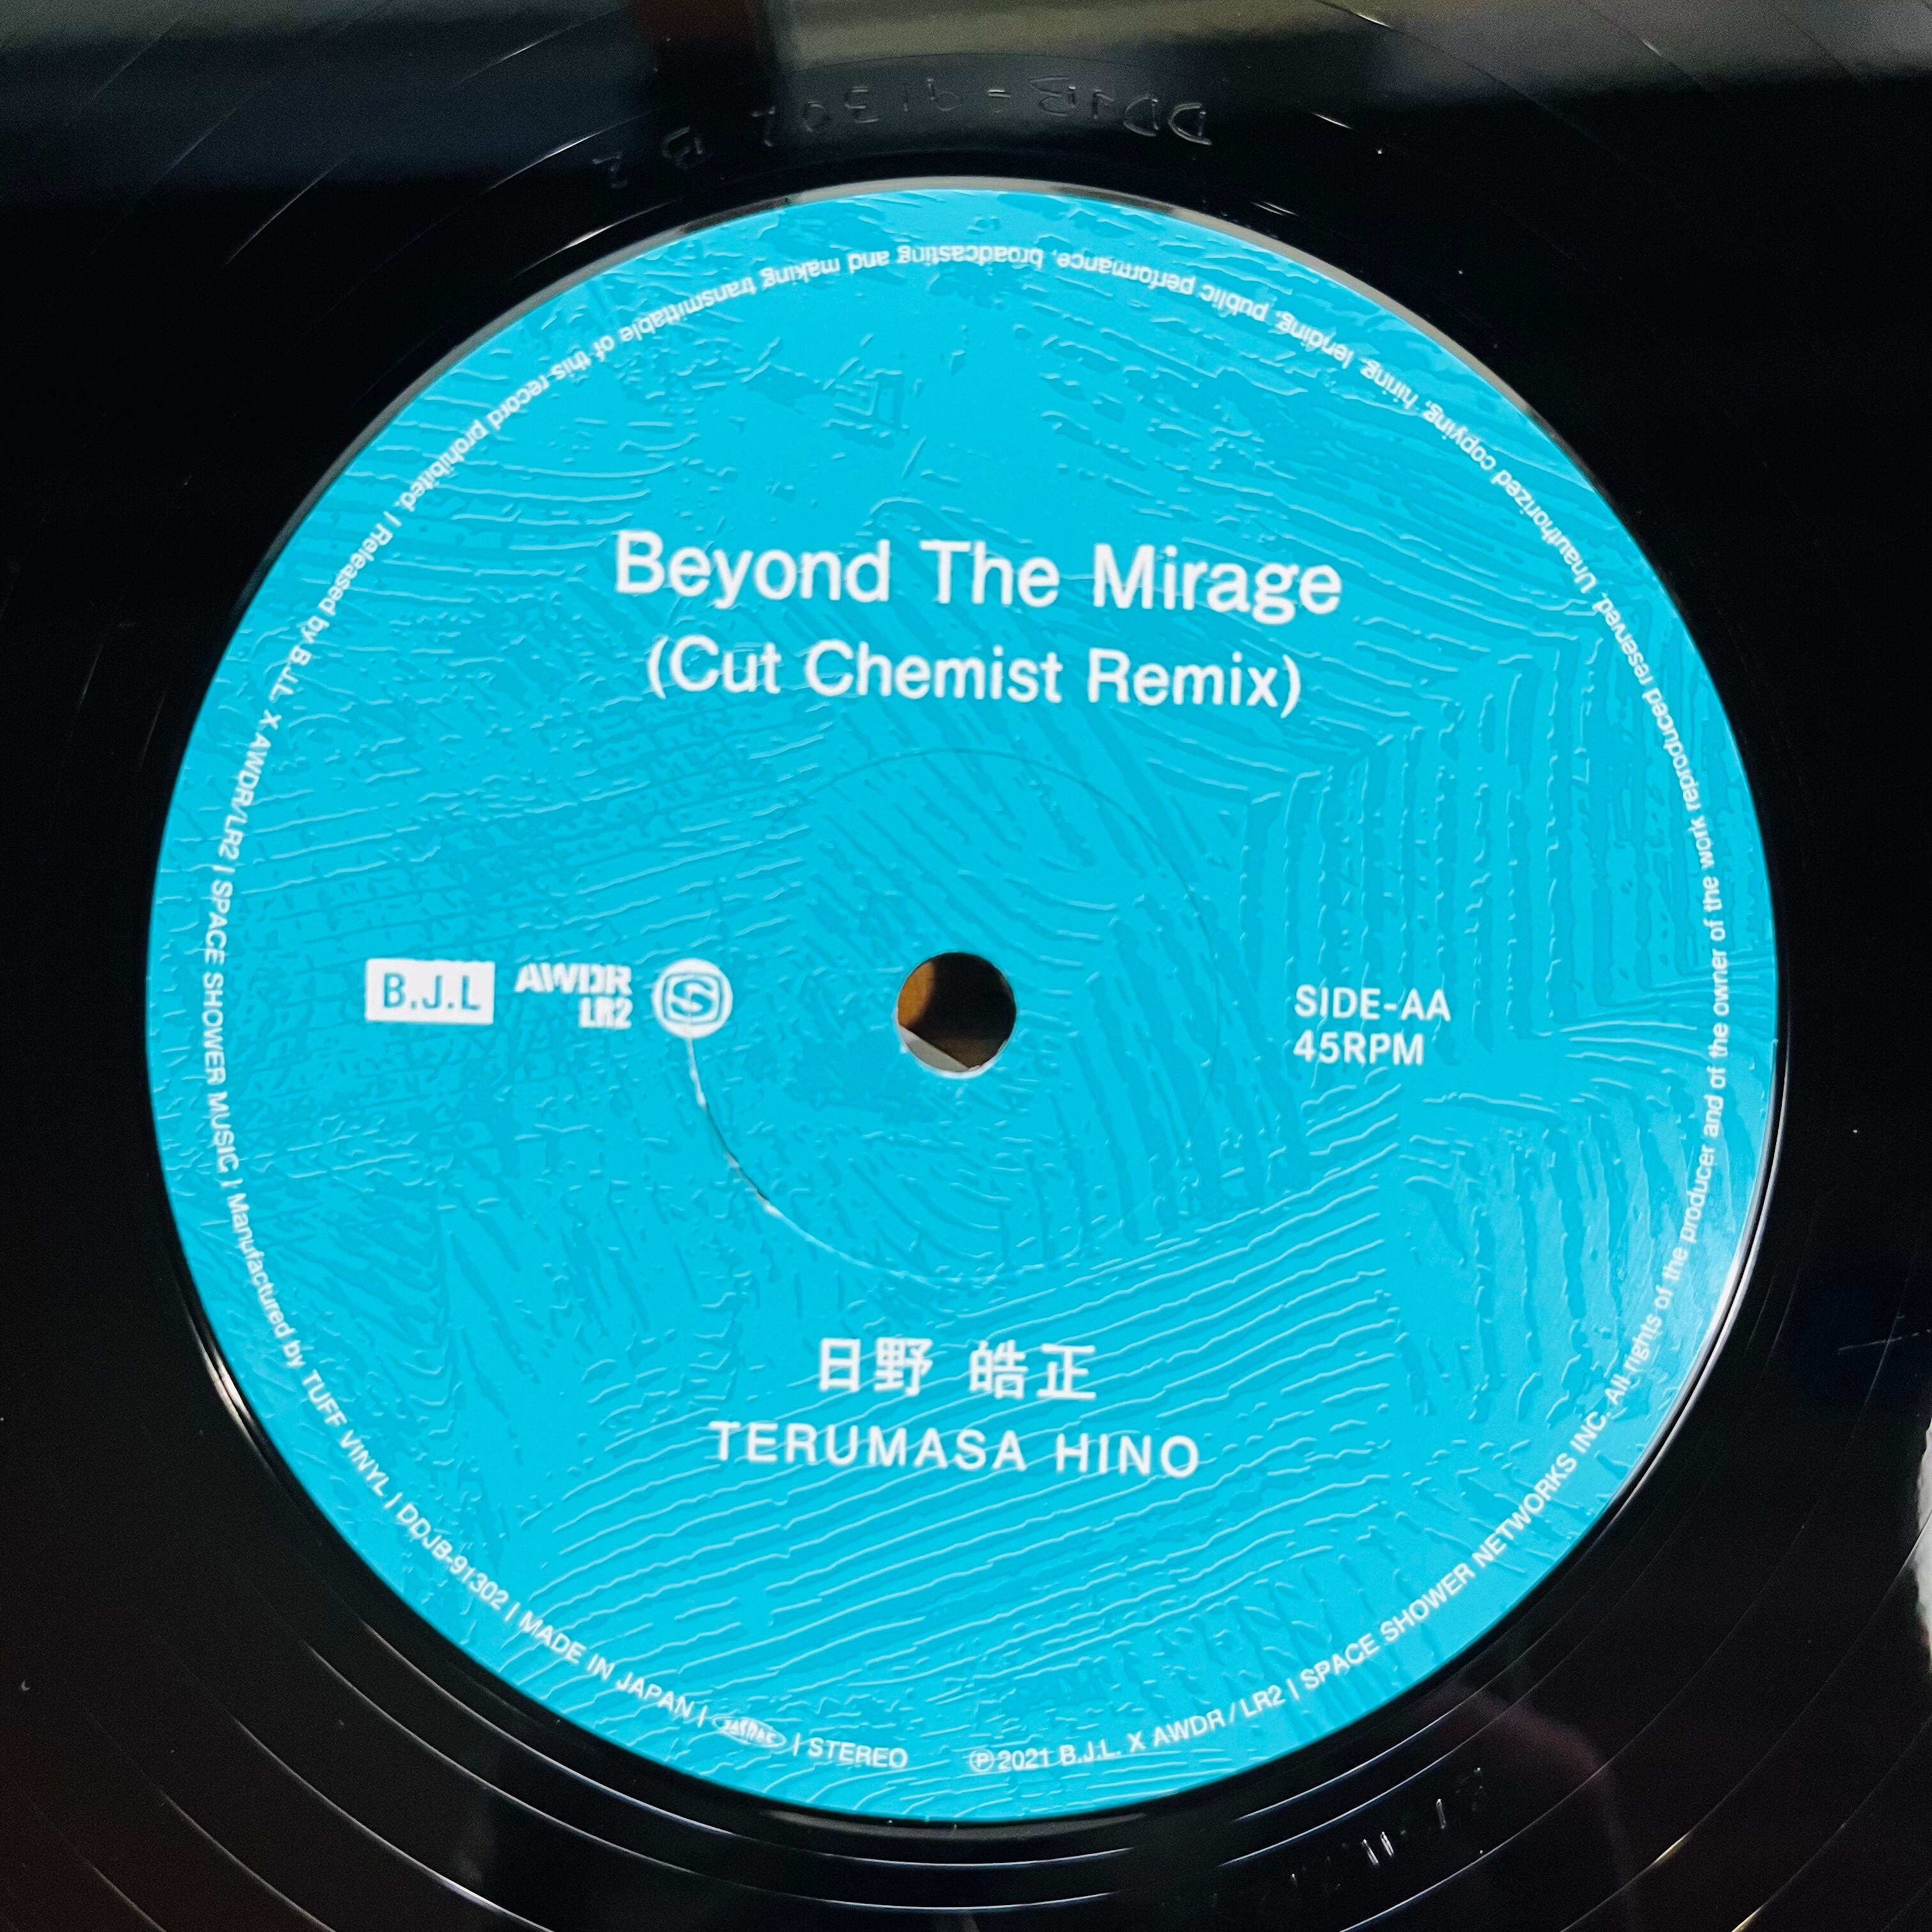 DDJB-91302 B 2
Beyond The Mirage
(Cut Chemist Remix)
B.J.L
AWDR
LR2
SIDE-AA
45RPM
日野 皓正
TERUMASA HINO
Ⓟ2021 B.J.L. X AWDR / LR2 | SPACE SHOWER NETWORKS INC. All rights of the producer and of the owner of the work reproduced reserved. Unauthorized copying, hiring, lending, public performance, broadcasting and making transmittable of this record prohibited. | Released by B.J.L. X AWDR/LR2 | SPACE SHOWER MUSIC | Manufactured by TUFF VINYL | DDJB-91302 | MADE IN JAPAN | JASRAC | STEREO